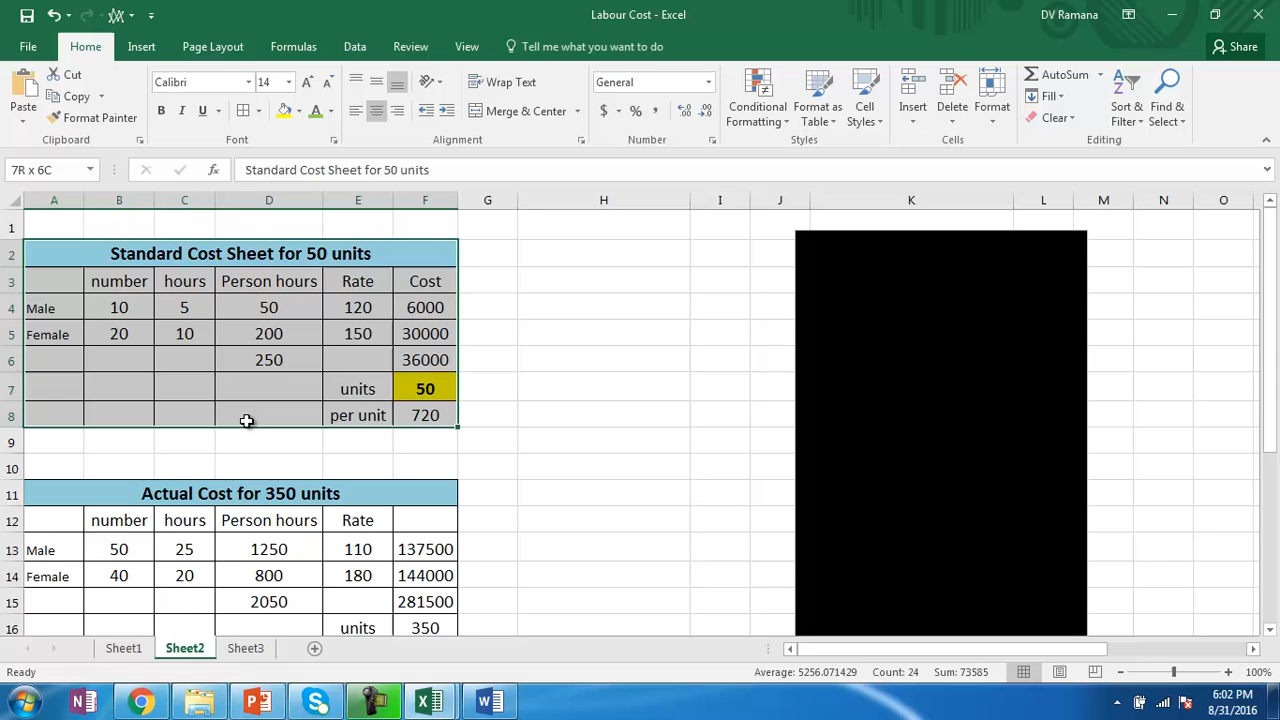 Labour Cost - Excel
DV Ramana
File Home Insert Page Layout Formulas Data Review View Tell me what you want to do Share
Paste
Cut
Copy
Format Painter
Clipboard
Calibri 14
B I U
Font
Wrap Text
Merge & Center
Alignment
General
$ % ,
Number
Conditional Formatting
Format as Table
Cell Styles
Styles
Insert Delete Format
Cells
AutoSum
Fill
Clear
Sort & Filter
Find & Select
Editing
7R x 6C fx Standard Cost Sheet for 50 units
A B C D E F G H I J K L M N O
1
2 Standard Cost Sheet for 50 units
3 number hours Person hours Rate Cost
4 Male 10 5 50 120 6000
5 Female 20 10 200 150 30000
6 250 36000
7 units 50
8 per unit 720
9
10
11 Actual Cost for 350 units
12 number hours Person hours Rate
13 Male 50 25 1250 110 137500
14 Female 40 20 800 180 144000
15 2050 281500
16 units 350
Sheet1 Sheet2 Sheet3
Ready Average: 5256.071429 Count: 24 Sum: 73585 100%
6:02 PM
8/31/2016